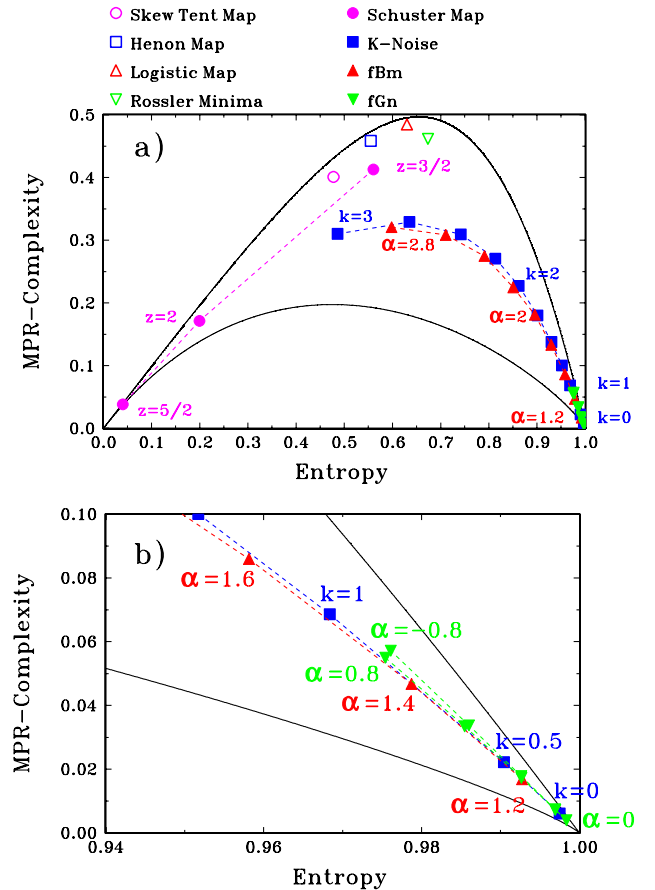 Skew Tent Map Schuster Map
Henon Map K-Noise
Logistic Map fBm
Rossler Minima fGn
a)
MPR-Complexity
0.5
0.4
0.3
0.2
0.1
0.0
z=3/2
k=3
α=2.8
k=2
z=2
α=2
k=1
z=5/2
α=1.2
k=0
0.0 0.1 0.2 0.3 0.4 0.5 0.6 0.7 0.8 0.9 1.0
Entropy
b)
MPR-Complexity
0.10
0.08
0.06
0.04
0.02
0.00
α=1.6
k=1
α=-0.8
α=0.8
α=1.4
k=0.5
k=0
α=1.2
α=0
0.94 0.96 0.98 1.00
Entropy